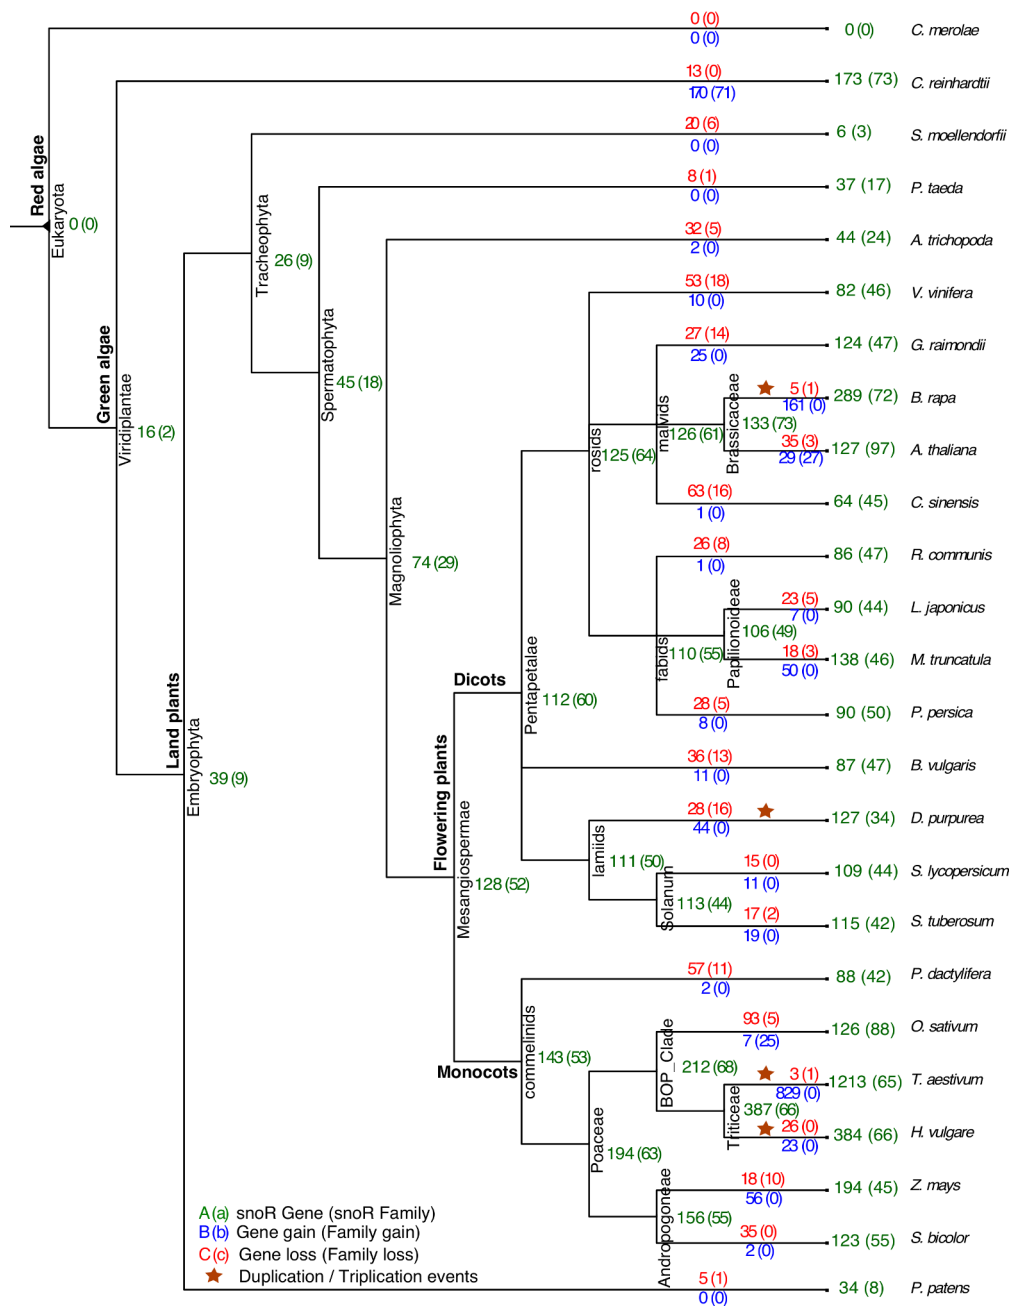 0 (0)
0 (0)
0 (0)
C. merolae
13 (0)
170 (71)
173 (73)
C. reinhardtii
20 (6)
0 (0)
6 (3)
S. moellendorfii
8 (1)
0 (0)
37 (17)
P. taeda
32 (5)
2 (0)
44 (24)
A. trichopoda
53 (18)
10 (0)
82 (46)
V. vinifera
27 (14)
25 (0)
124 (47)
G. raimondii
5 (1)
161 (0)
289 (72)
B. rapa
35 (3)
29 (27)
127 (97)
A. thaliana
63 (16)
1 (0)
64 (45)
C. sinensis
26 (8)
1 (0)
86 (47)
R. communis
23 (5)
7 (0)
90 (44)
L. japonicus
18 (3)
50 (0)
138 (46)
M. truncatula
28 (5)
8 (0)
90 (50)
P. persica
36 (13)
11 (0)
87 (47)
B. vulgaris
28 (16)
44 (0)
127 (34)
D. purpurea
15 (0)
11 (0)
109 (44)
S. lycopersicum
17 (2)
19 (0)
115 (42)
S. tuberosum
57 (11)
2 (0)
88 (42)
P. dactylifera
93 (5)
7 (25)
126 (88)
O. sativum
3 (1)
829 (0)
1213 (65)
T. aestivum
26 (0)
23 (0)
384 (66)
H. vulgare
18 (10)
56 (0)
194 (45)
Z. mays
35 (0)
2 (0)
123 (55)
S. bicolor
5 (1)
0 (0)
34 (8)
P. patens
Red algae
Eukaryota
0 (0)
Green algae
Viridiplantae
16 (2)
Land plants
Embryophyta
39 (9)
Tracheophyta
26 (9)
Spermatophyta
45 (18)
Magnoliophyta
74 (29)
Flowering plants
Mesangiospermae
128 (52)
Dicots
Pentapetalae
112 (60)
rosids
125 (64)
malvids
126 (61)
Brassicaceae
133 (73)
fabids
110 (55)
Papilionoideae
106 (49)
lamiids
111 (50)
Solanum
113 (44)
Monocots
commelinids
143 (53)
Poaceae
194 (63)
BOP_Clade
212 (68)
Triticeae
387 (66)
Andropogoneae
156 (55)
A (a) snoR Gene (snoR Family)
B (b) Gene gain (Family gain)
C (c) Gene loss (Family loss)
Duplication / Triplication events